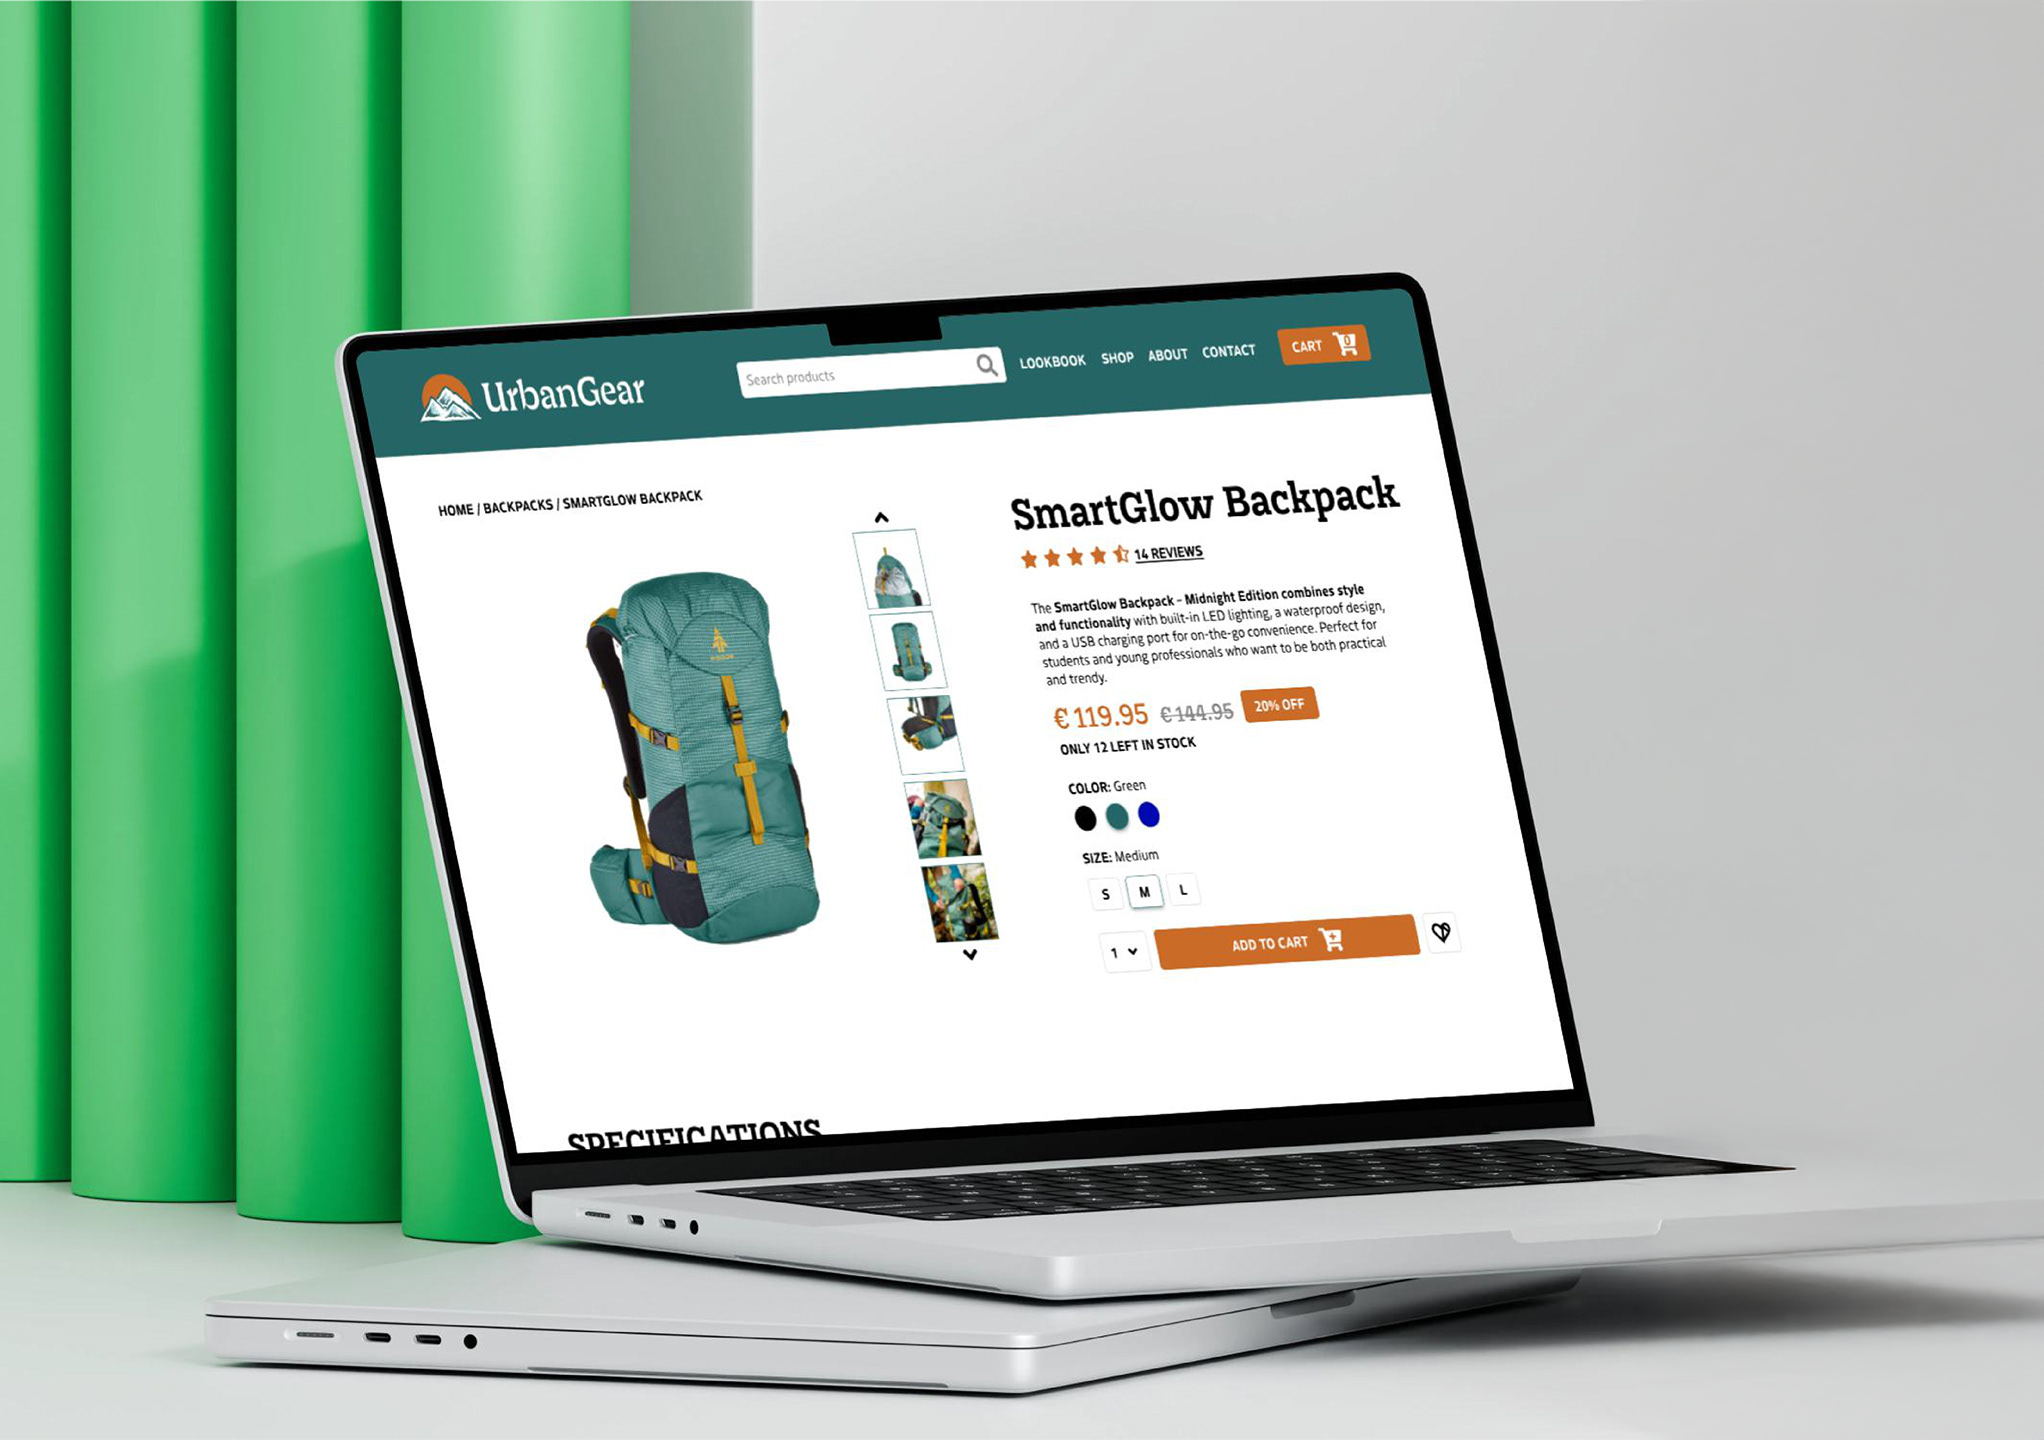 UrbanGear
Search products
LOOKBOOK SHOP ABOUT CONTACT
CART 0
HOME / BACKPACKS / SMARTGLOW BACKPACK
SmartGlow Backpack
14 REVIEWS
The SmartGlow Backpack - Midnight Edition combines style
and functionality with built-in LED lighting, a waterproof design,
and a USB charging port for on-the-go convenience. Perfect for
students and young professionals who want to be both practical
and trendy.
€ 119.95 € 144.95 20% OFF
ONLY 12 LEFT IN STOCK
COLOR: Green
SIZE: Medium
S M L
1 ADD TO CART
SPECIFICATIONS